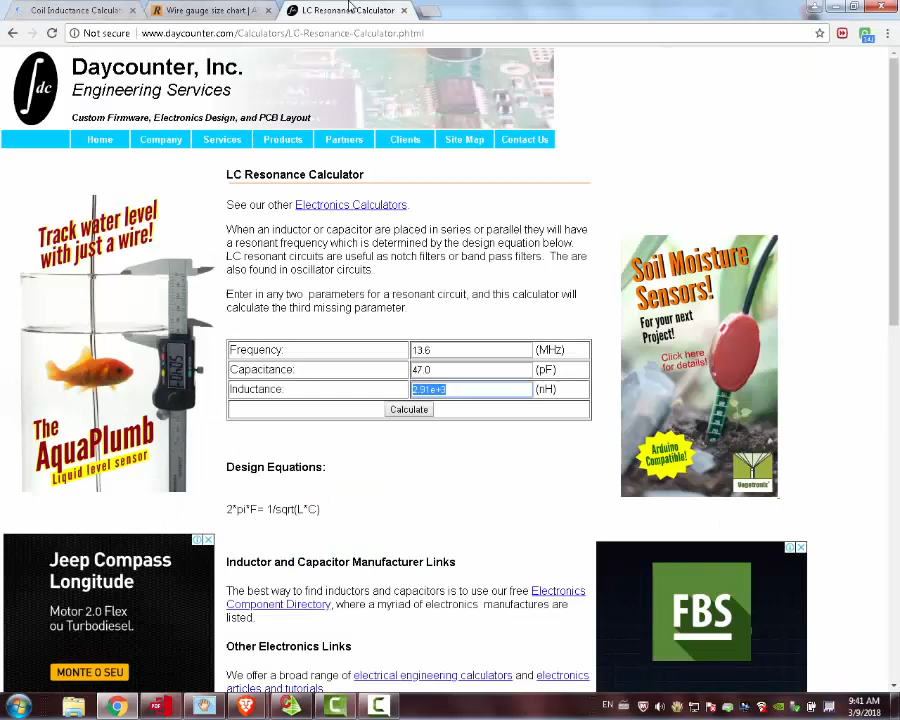 Coil Inductance Calculat
Wire gauge size chart | A
LC Resonance Calculator
Not secure
www.daycounter.com/Calculators/LC-Resonance-Calculator.phtml
dc
Daycounter, Inc.
Engineering Services
Custom Firmware, Electronics Design, and PCB Layout
Home Company Services Products Partners Clients Site Map Contact Us
Track water level
with just a wire!
The
AquaPlumb
Liquid level sensor
LC Resonance Calculator
See our other Electronics Calculators.
When an inductor or capacitor are placed in series or parallel they will have
a resonant frequency which is determined by the design equation below.
LC resonant circuits are useful as notch filters or band pass filters. The are
also found in oscillator circuits.
Enter in any two parameters for a resonant circuit, and this calculator will
calculate the third missing parameter.
Frequency: 13.6 (MHz)
Capacitance: 47.0 (pF)
Inductance: 2.91e+3 (nH)
Calculate
Design Equations:
2*pi*F= 1/sqrt(L*C)
Inductor and Capacitor Manufacturer Links
The best way to find inductors and capacitors is to use our free Electronics
Component Directory, where a myriad of electronics manufactures are
listed.
Other Electronics Links
We offer a broad range of electrical engineering calculators and electronics
articles and tutorials
Soil Moisture
Sensors!
For your next
Project!
Click here
for details!
Arduino
Compatible!
Vegetronix
Jeep Compass
Longitude
Motor 2.0 Flex
ou Turbodiesel.
MONTE O SEU
FBS
EN
9:41 AM
3/9/2018